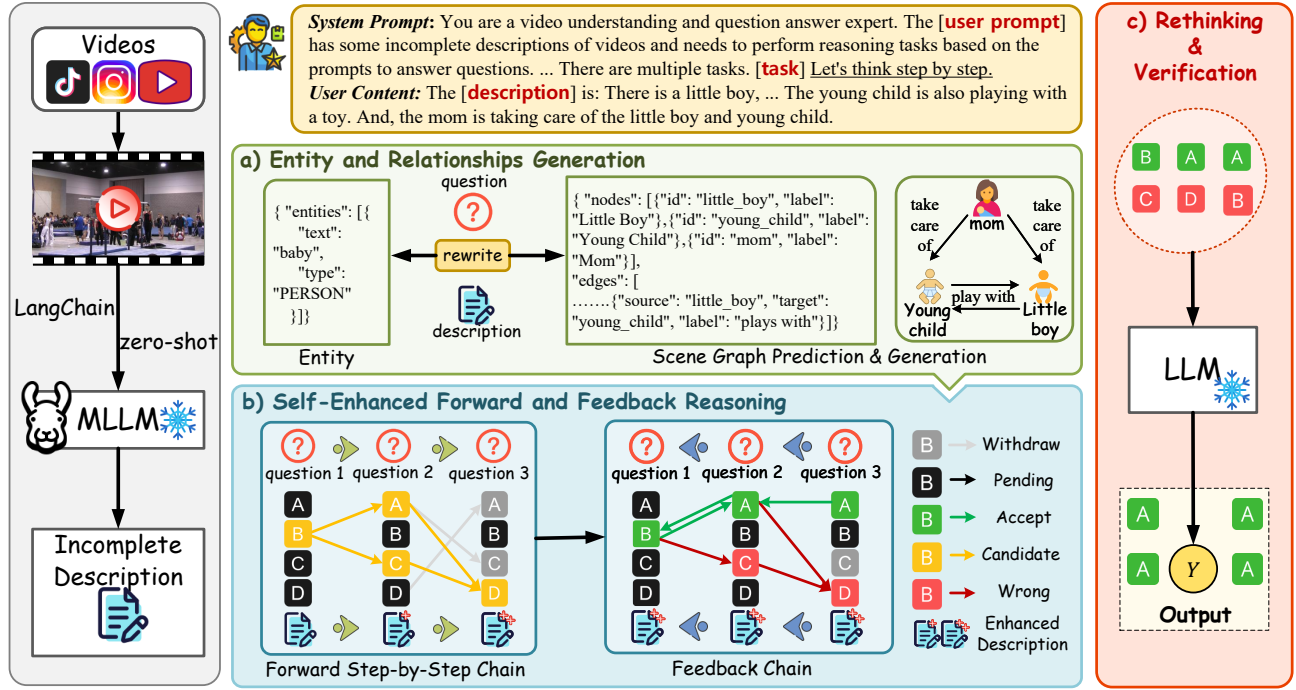 Videos
LangChain
zero-shot
MLLM
Incomplete
Description
System Prompt: You are a video understanding and question answer expert. The [user prompt]
has some incomplete descriptions of videos and needs to perform reasoning tasks based on the
prompts to answer questions. ... There are multiple tasks. [task] Let's think step by step.
User Content: The [description] is: There is a little boy, ... The young child is also playing with
a toy. And, the mom is taking care of the little boy and young child.
a) Entity and Relationships Generation
{ "entities": [{
"text":
"baby",
"type":
"PERSON"
}]}
Entity
question
?
rewrite
description
{ "nodes": [{"id": "little_boy", "label":
"Little Boy"},{"id": "young_child", "label":
"Young Child"},{"id": "mom", "label":
"Mom"}],
"edges": [
…….{"source": "little_boy", "target":
"young_child", "label": "plays with"}]}
Scene Graph Prediction & Generation
take
care
of
mom
take
care
of
play with
Young
child
Little
boy
b) Self-Enhanced Forward and Feedback Reasoning
? ? ?
question 1 question 2 question 3
A A A
B B B
C C C
D D D
Forward Step-by-Step Chain
? ? ?
question 1 question 2 question 3
A A A
B B B
C C C
D D D
Feedback Chain
B Withdraw
B Pending
B Accept
B Candidate
B Wrong
Enhanced
Description
c) Rethinking
&
Verification
B A A
C D B
LLM
A A
A Y A
Output